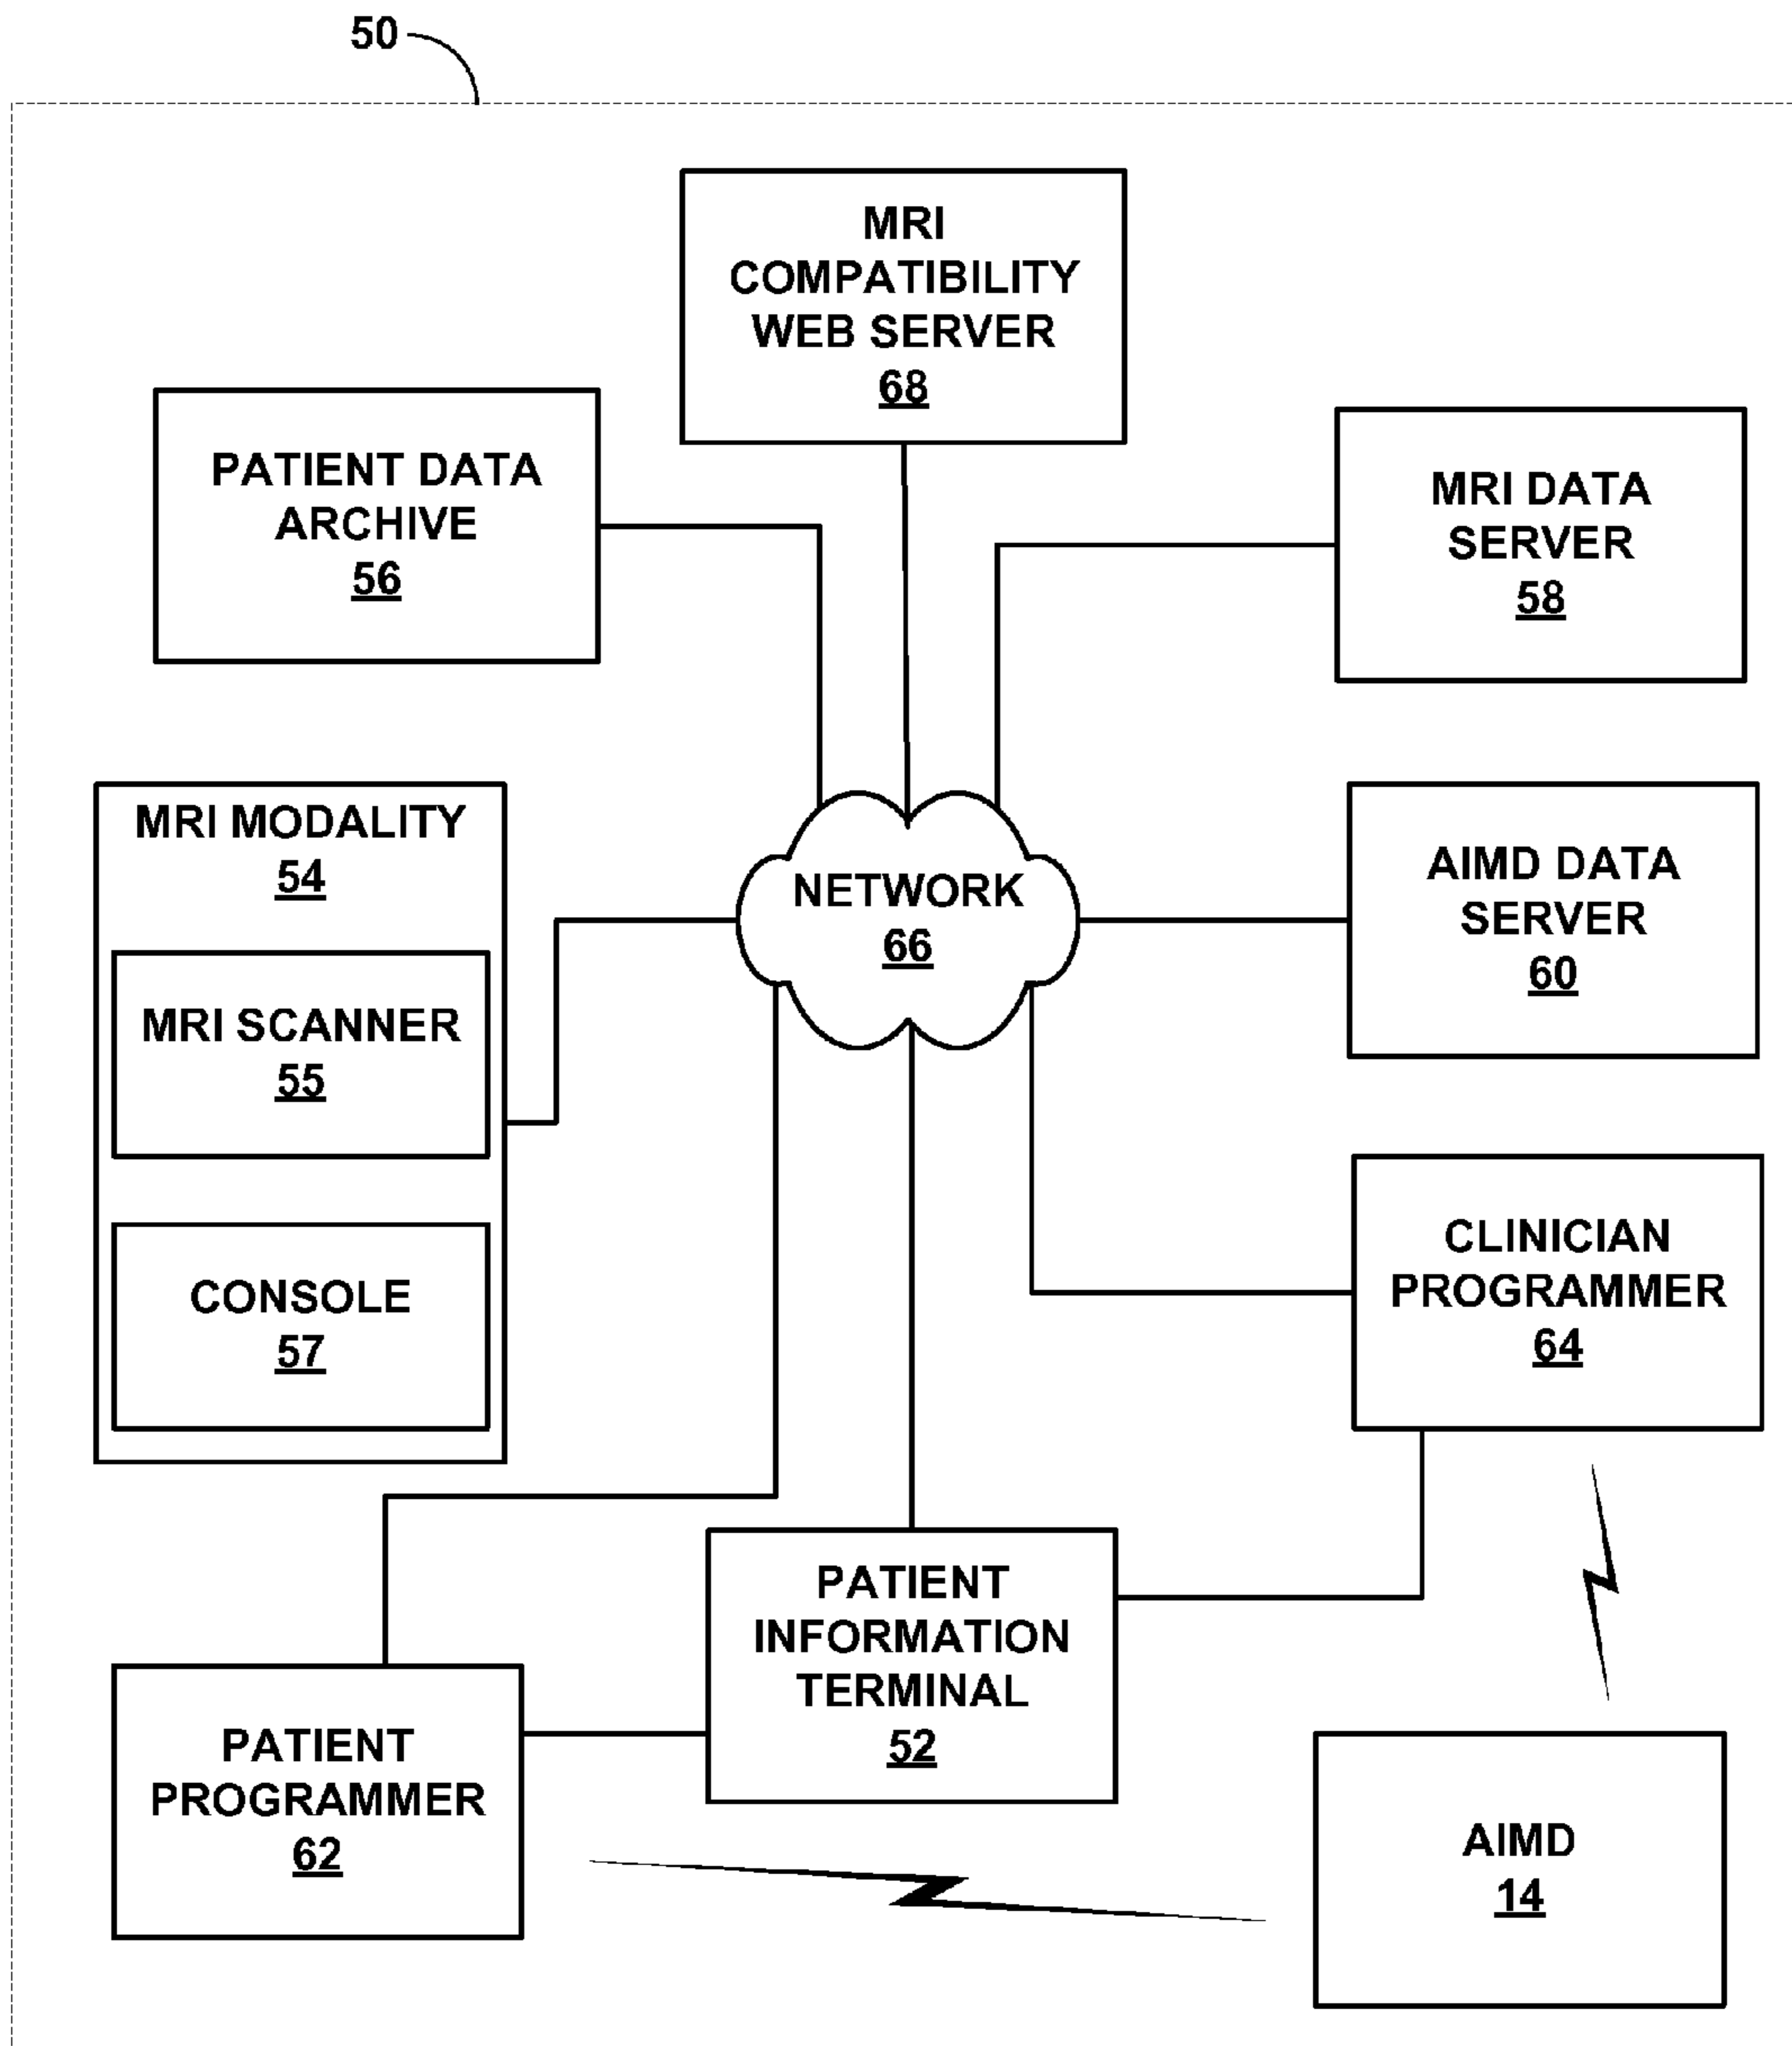 50
MRI
COMPATIBILITY
WEB SERVER
68
PATIENT DATA
ARCHIVE
56
MRI DATA
SERVER
58
MRI MODALITY
54
MRI SCANNER
55
CONSOLE
57
NETWORK
66
AIMD DATA
SERVER
60
CLINICIAN
PROGRAMMER
64
PATIENT
INFORMATION
TERMINAL
52
PATIENT
PROGRAMMER
62
AIMD
14